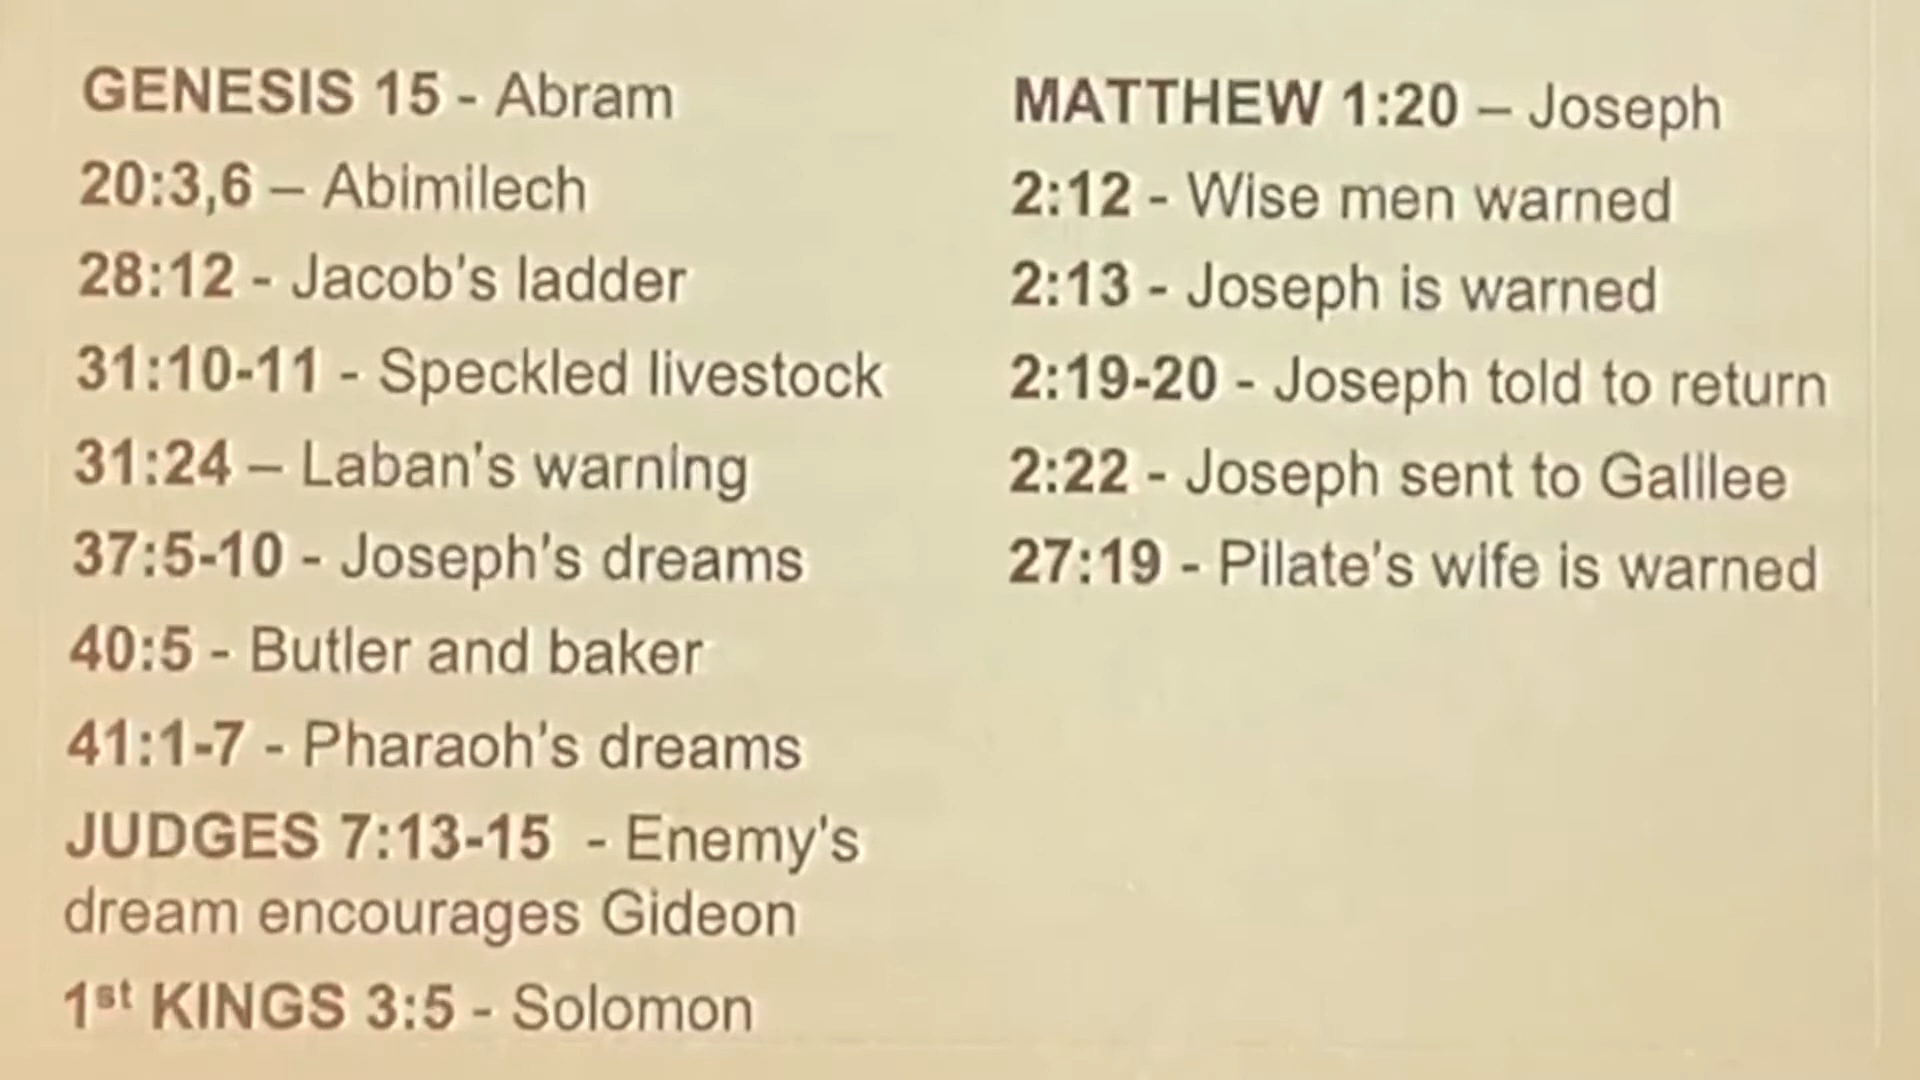 GENESIS 15 - Abram
20:3,6 – Abimilech
28:12 - Jacob's ladder
31:10-11 - Speckled livestock
31:24 – Laban's warning
37:5-10 - Joseph's dreams
40:5 - Butler and baker
41:1-7 - Pharaoh's dreams
JUDGES 7:13-15 - Enemy's
dream encourages Gideon
1st KINGS 3:5 - Solomon
MATTHEW 1:20 – Joseph
2:12 - Wise men warned
2:13 - Joseph is warned
2:19-20 - Joseph told to return
2:22 - Joseph sent to Galilee
27:19 - Pilate's wife is warned